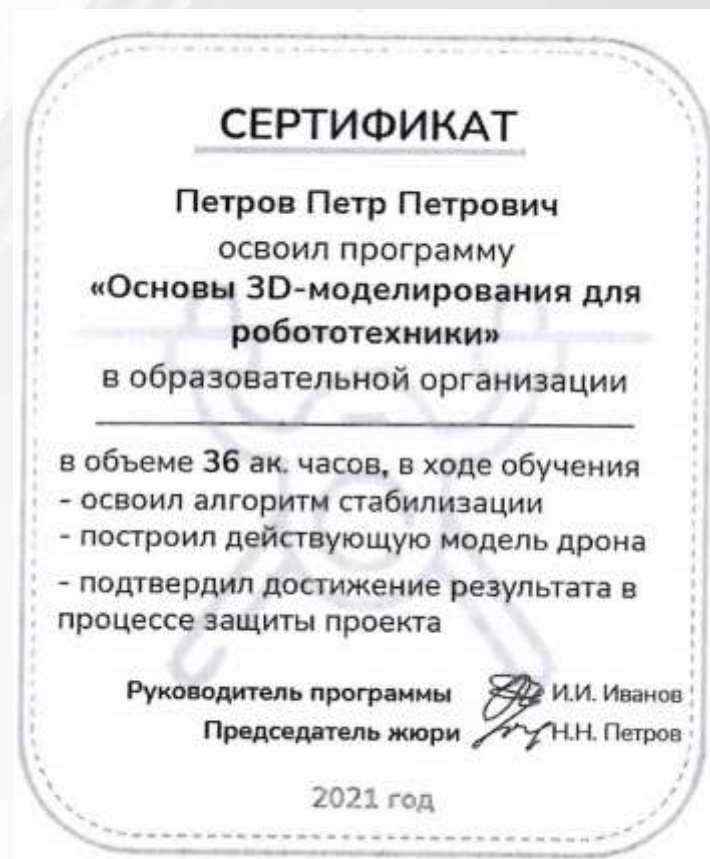 СЕРТИФИКАТ
Петров Петр Петрович
освоил программу
«Основы 3D-моделирования для
робототехники»
в образовательной организации
в объеме 36 ак. часов, в ходе обучения
- освоил алгоритм стабилизации
- построил действующую модель дрона
- подтвердил достижение результата в
процессе защиты проекта
Руководитель программы И.И. Иванов
Председатель жюри Н.Н. Петров
2021 год